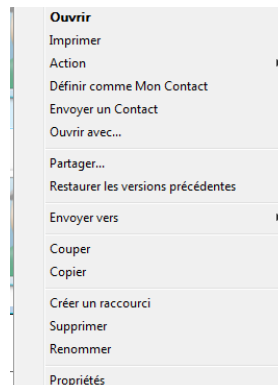 Ouvrir
Imprimer
Action
Définir comme Mon Contact
Envoyer un Contact
Ouvrir avec...
Partager...
Restaurer les versions précédentes
Envoyer vers
Couper
Copier
Créer un raccourci
Supprimer
Renommer
Propriétés